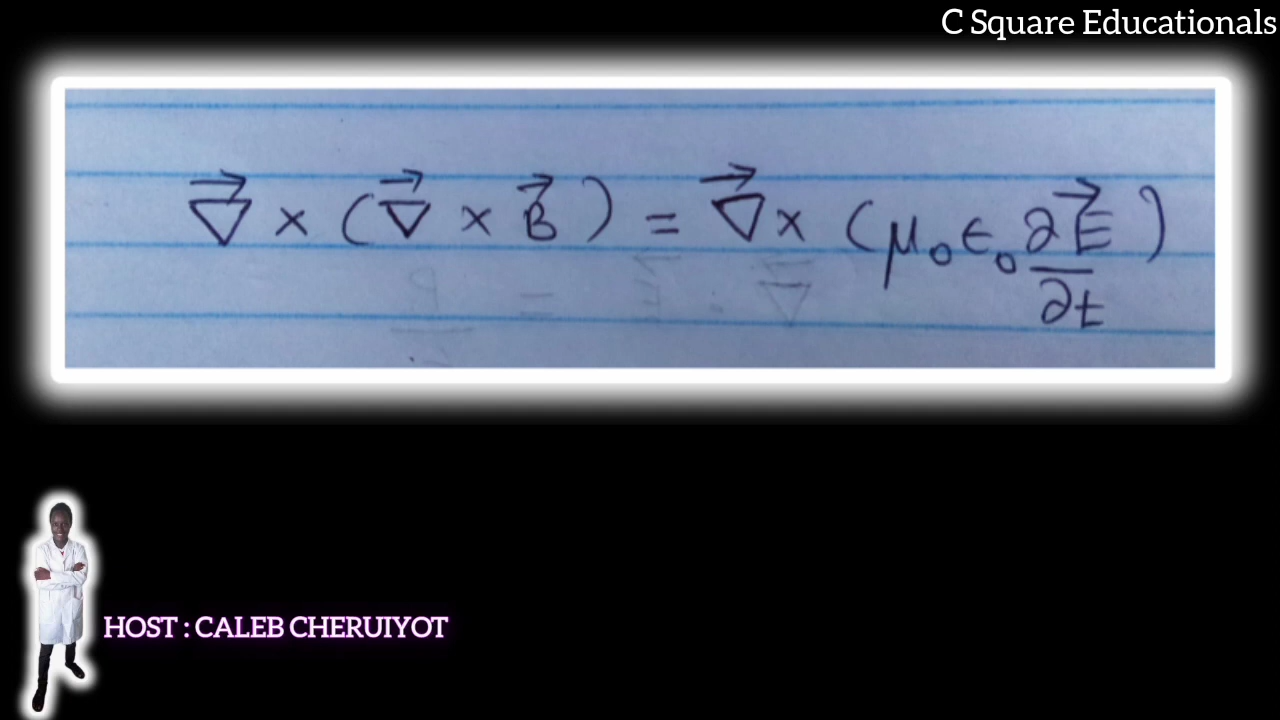 C Square Educationals
∇⃗ × (∇⃗ × B⃗) = ∇⃗ × (μ₀ε₀ ∂E⃗/∂t)
HOST : CALEB CHERUIYOT